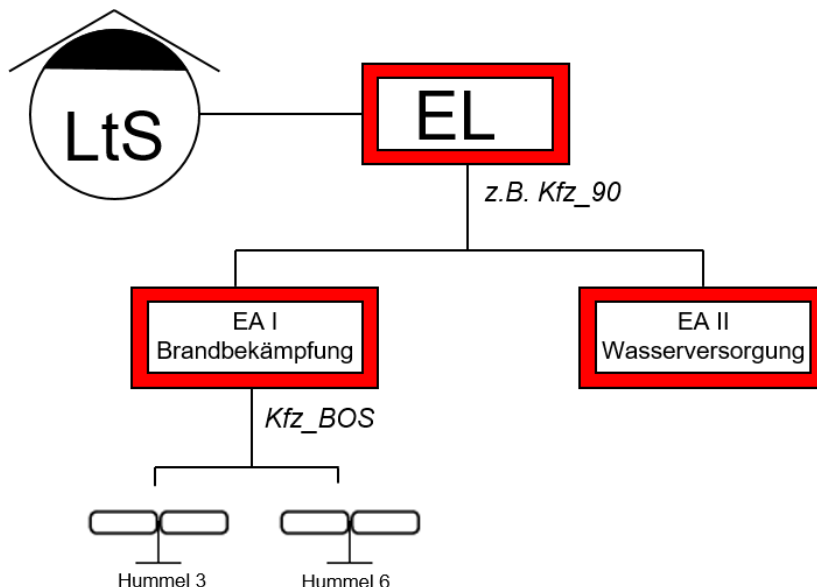 LtS
EL
z.B. Kfz_90
EA I
Brandbekämpfung
EA II
Wasserversorgung
Kfz_BOS
Hummel 3
Hummel 6